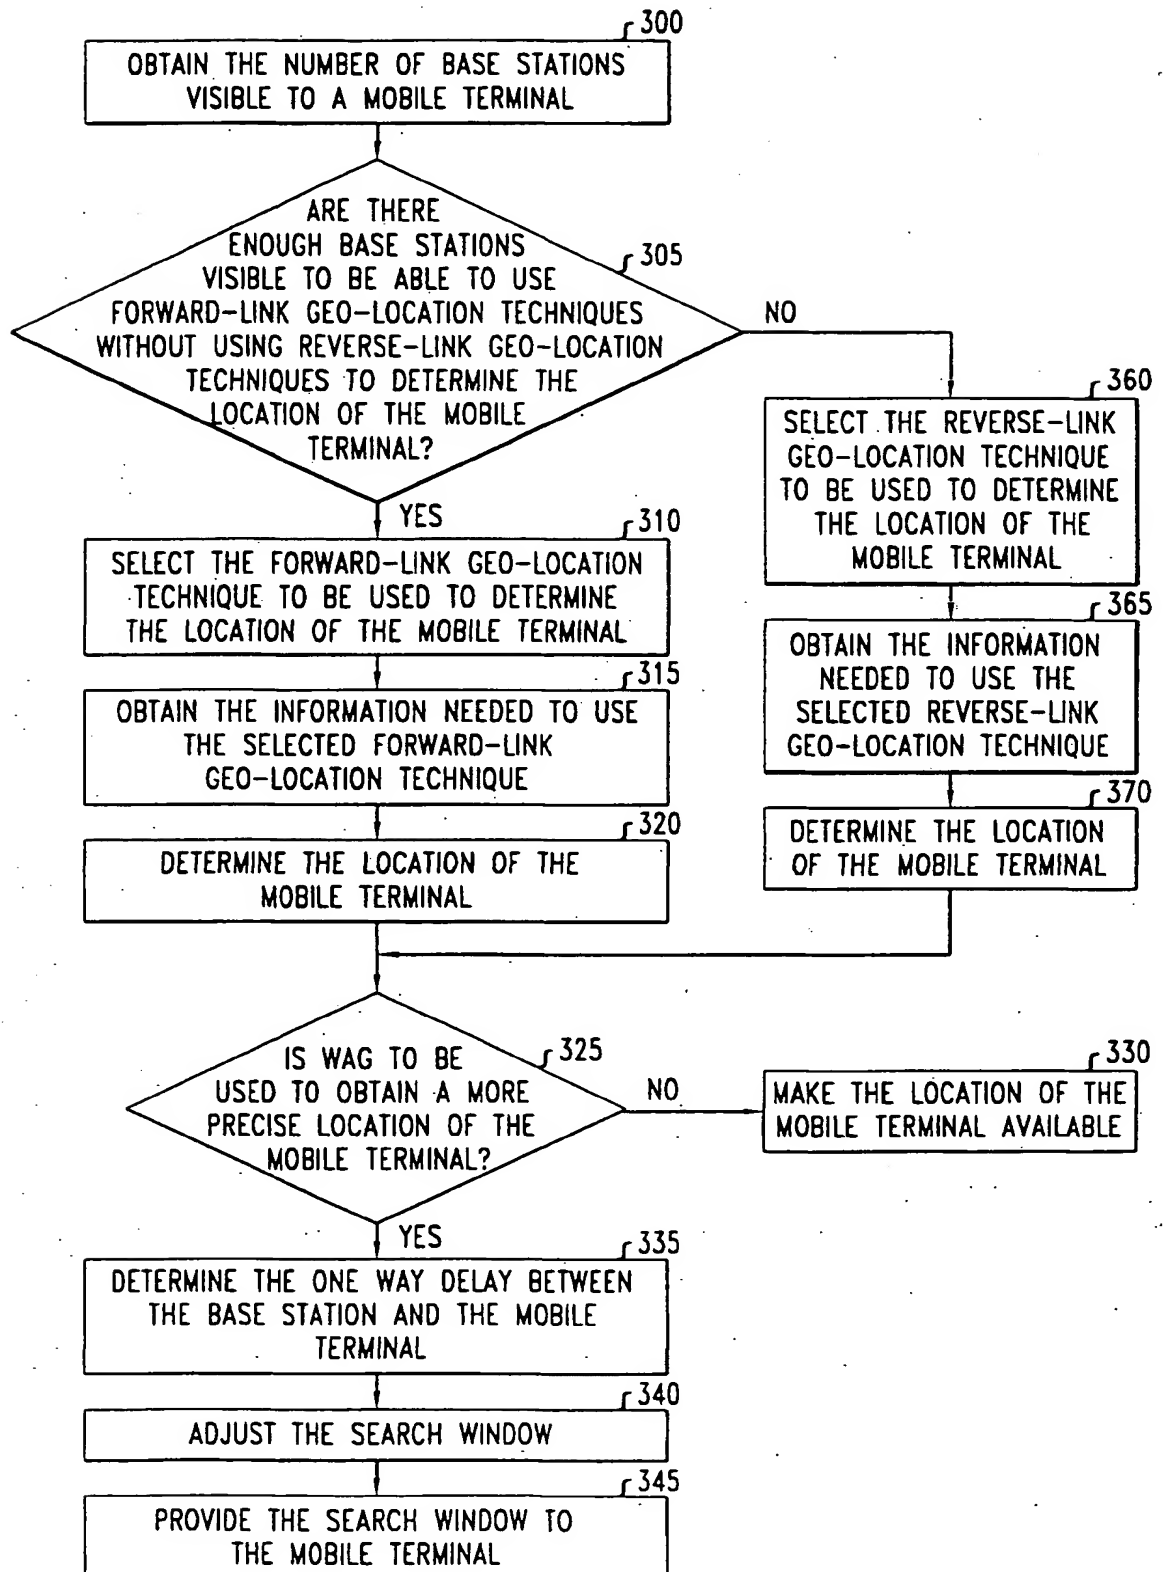 300
OBTAIN THE NUMBER OF BASE STATIONS
VISIBLE TO A MOBILE TERMINAL
ARE THERE
ENOUGH BASE STATIONS
VISIBLE TO BE ABLE TO USE
FORWARD-LINK GEO-LOCATION TECHNIQUES
WITHOUT USING REVERSE-LINK GEO-LOCATION
TECHNIQUES TO DETERMINE THE
LOCATION OF THE MOBILE
TERMINAL?
305
NO
YES
310
SELECT THE FORWARD-LINK GEO-LOCATION
TECHNIQUE TO BE USED TO DETERMINE
THE LOCATION OF THE MOBILE TERMINAL
315
OBTAIN THE INFORMATION NEEDED TO USE
THE SELECTED FORWARD-LINK
GEO-LOCATION TECHNIQUE
320
DETERMINE THE LOCATION OF THE
MOBILE TERMINAL
360
SELECT THE REVERSE-LINK
GEO-LOCATION TECHNIQUE
TO BE USED TO DETERMINE
THE LOCATION OF THE
MOBILE TERMINAL
365
OBTAIN THE INFORMATION
NEEDED TO USE THE
SELECTED REVERSE-LINK
GEO-LOCATION TECHNIQUE
370
DETERMINE THE LOCATION
OF THE MOBILE TERMINAL
IS WAG TO BE
USED TO OBTAIN A MORE
PRECISE LOCATION OF THE
MOBILE TERMINAL?
325
NO
330
MAKE THE LOCATION OF THE
MOBILE TERMINAL AVAILABLE
YES
335
DETERMINE THE ONE WAY DELAY BETWEEN
THE BASE STATION AND THE MOBILE
TERMINAL
340
ADJUST THE SEARCH WINDOW
345
PROVIDE THE SEARCH WINDOW TO
THE MOBILE TERMINAL